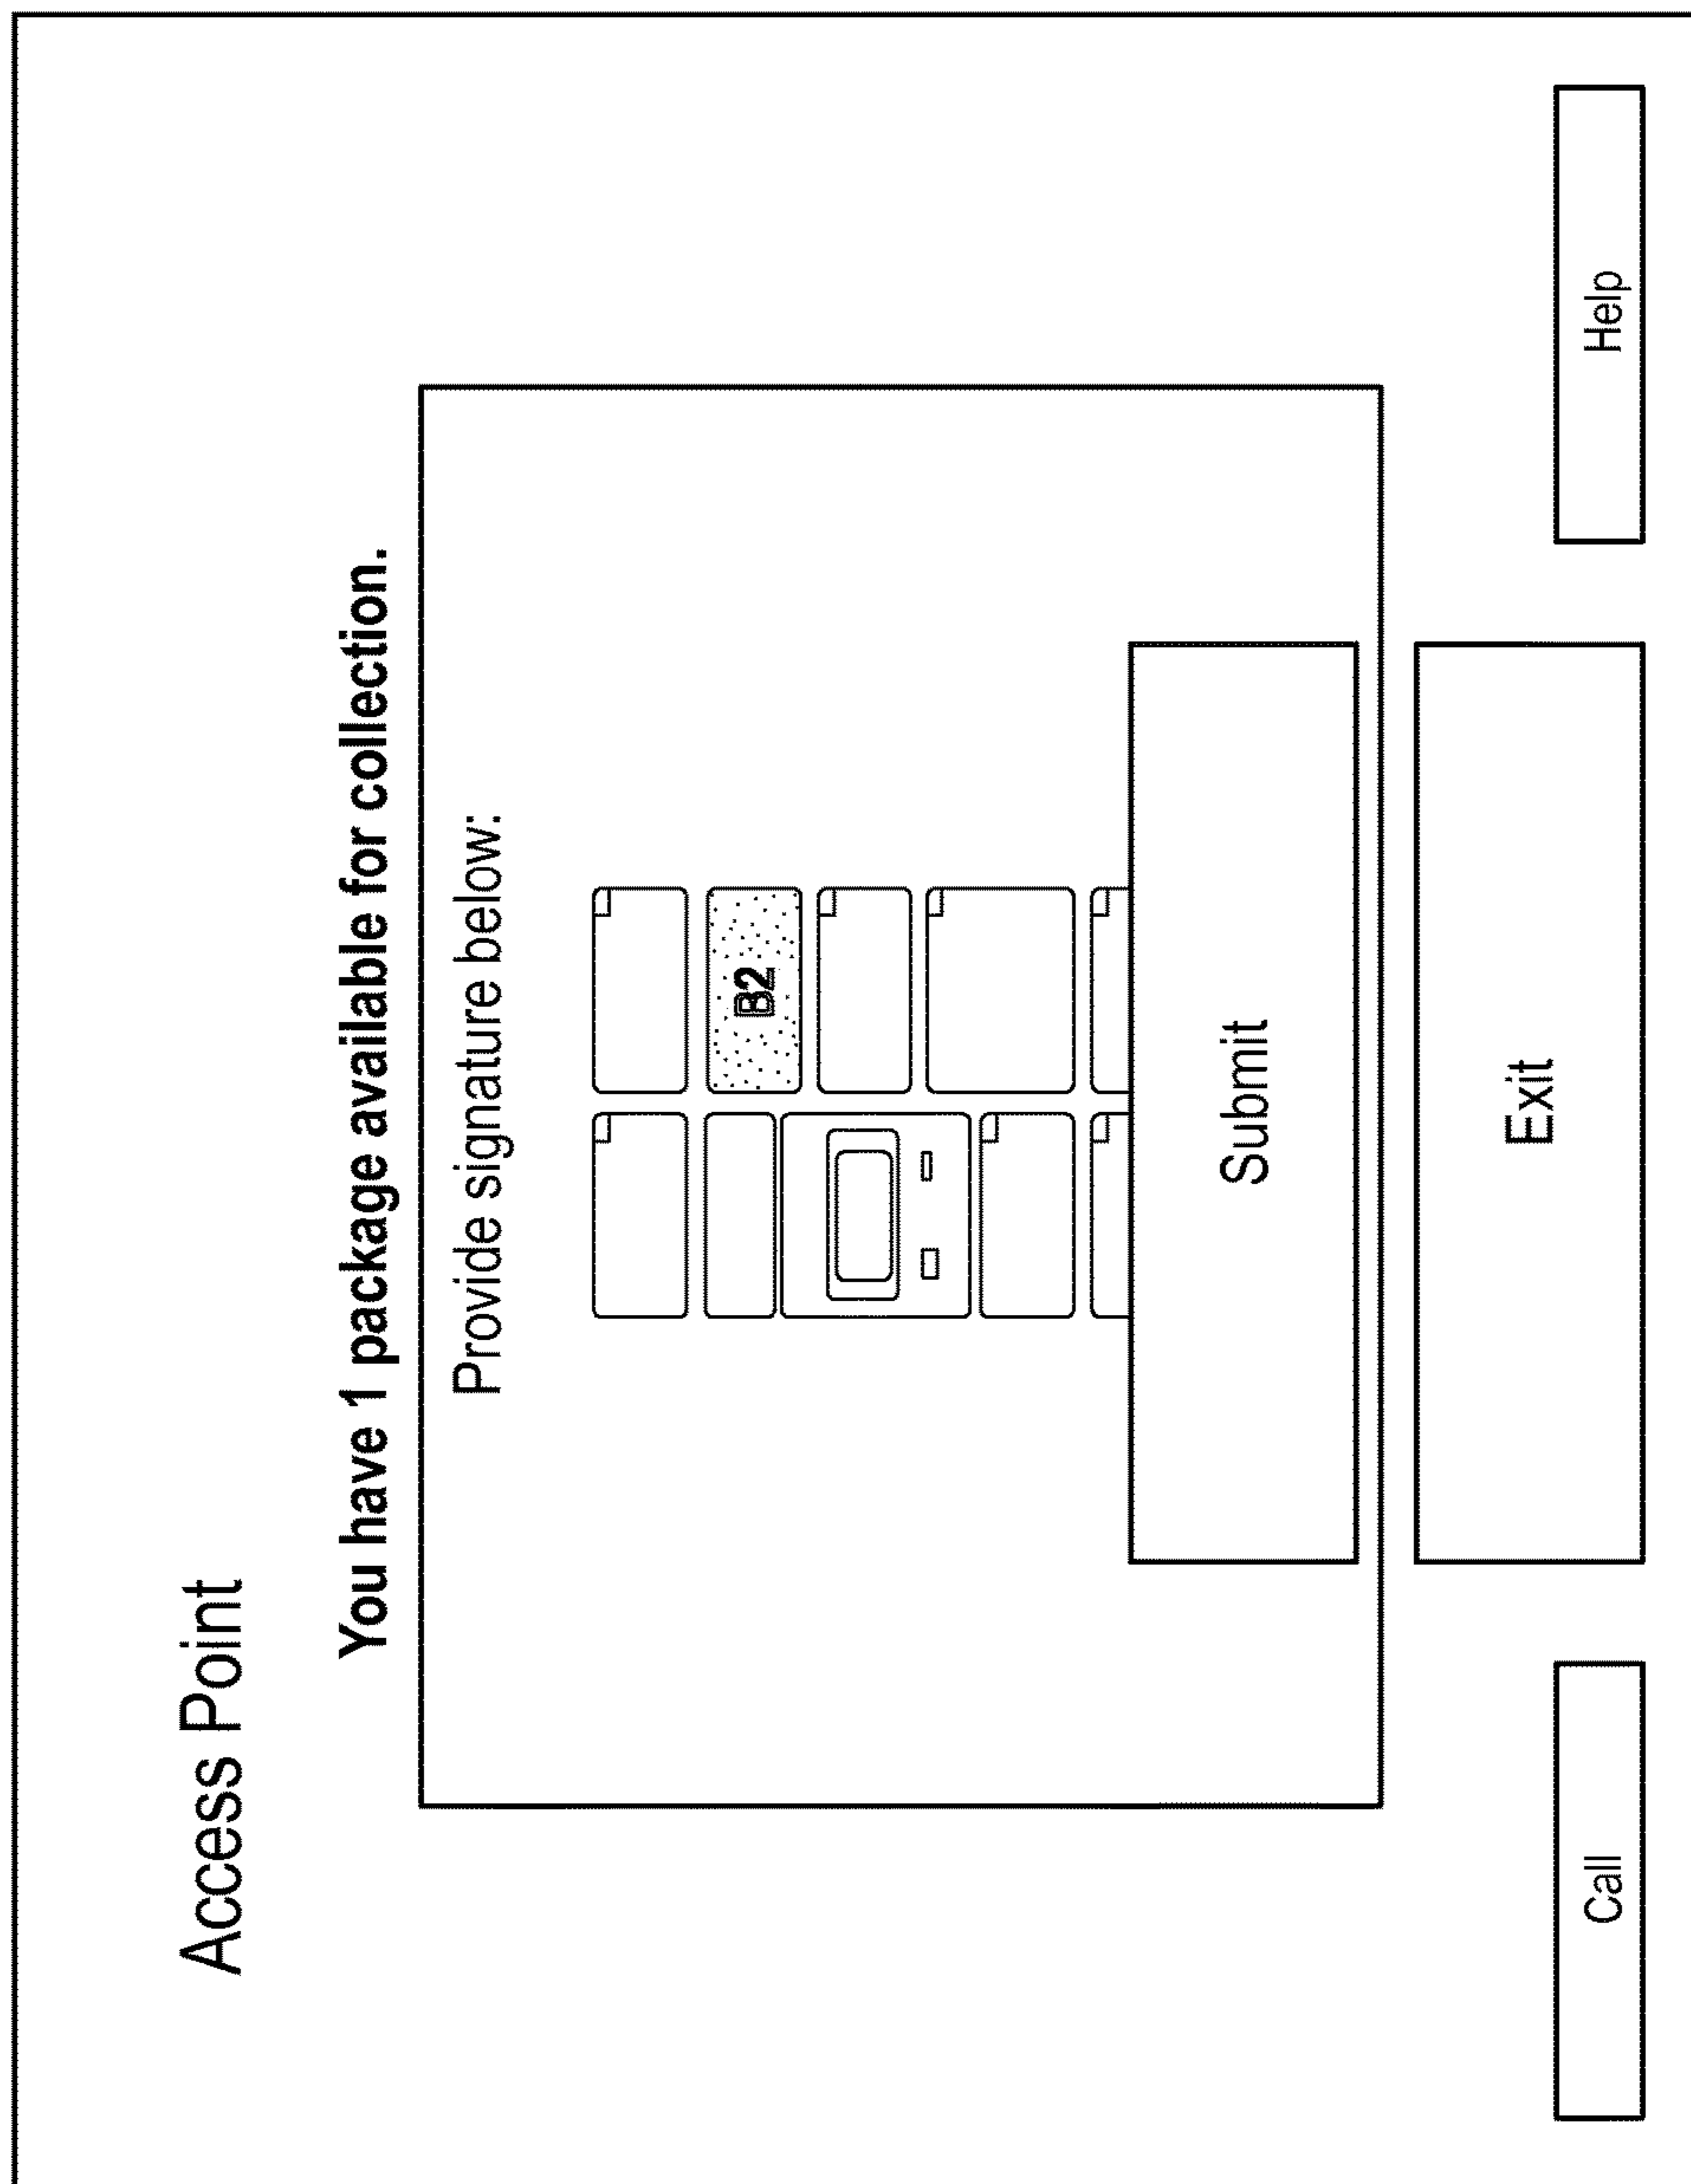 Access Point
You have 1 package available for collection.
Provide signature below:
B2
Submit
Call
Exit
Help